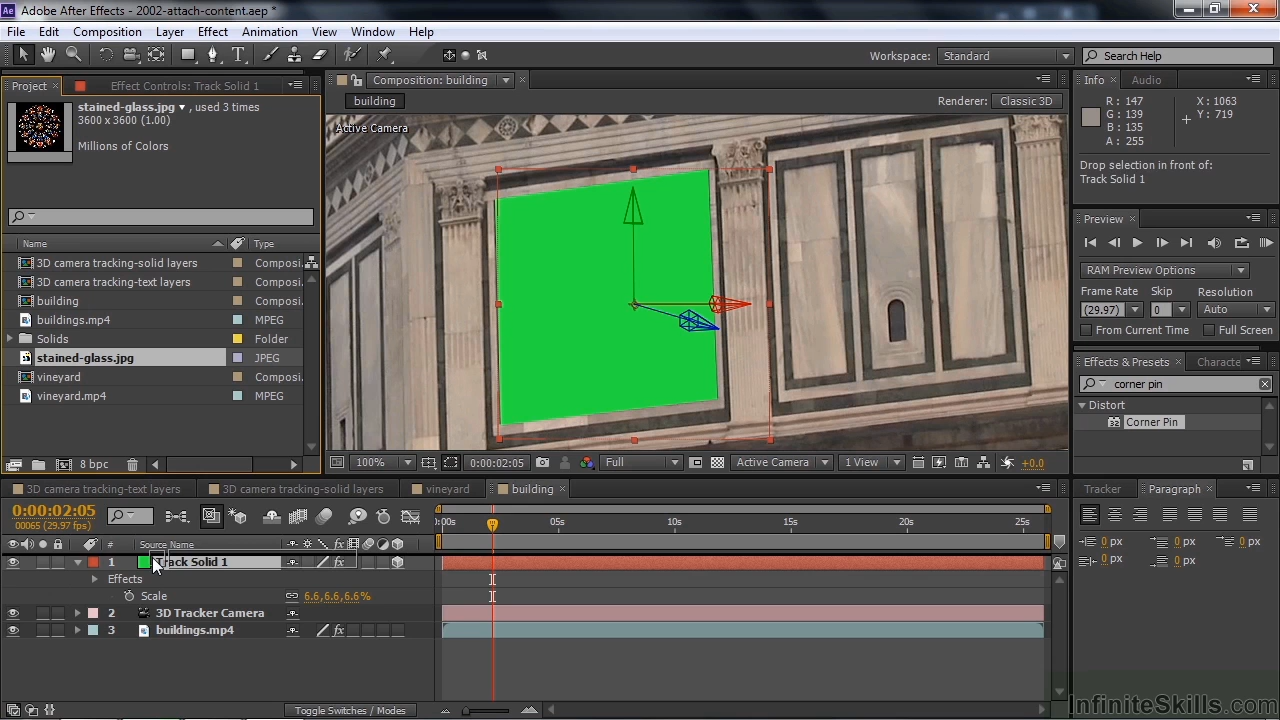 Adobe After Effects - 2002-attach-content.aep *
File Edit Composition Layer Effect Animation View Window Help
Workspace: Standard Search Help
Project Effect Controls: Track Solid 1
stained-glass.jpg ▼ , used 3 times
3600 x 3600 (1.00)
Millions of Colors
Name Type
3D camera tracking-solid layers Composi.
3D camera tracking-text layers Composi.
building Composi.
buildings.mp4 MPEG
Solids Folder
stained-glass.jpg JPEG
vineyard Composi.
vineyard.mp4 MPEG
8 bpc
Composition: building
building
Renderer: Classic 3D
Active Camera
100% 0:00:02:05 Full Active Camera 1 View +0.0
Info Audio
R : 147 X : 1063
G : 139 Y : 719
B : 135
A : 255
Drop selection in front of:
Track Solid 1
Preview
RAM Preview Options
Frame Rate Skip Resolution
(29.97) 0 Auto
From Current Time Full Screen
Effects & Presets Characte
corner pin
Distort
32 Corner Pin
3D camera tracking-text layers 3D camera tracking-solid layers vineyard building
0:00:02:05
00065 (29.97 fps)
0:00s 05s 10s 15s 20s 25s
# Source Name
1 Track Solid 1 fx
Effects
Scale 6.6,6.6,6.6%
2 3D Tracker Camera
3 buildings.mp4 fx
Toggle Switches / Modes
Tracker Paragraph
0 px 0 px 0 px
0 px 0 px
InfiniteSkills.com